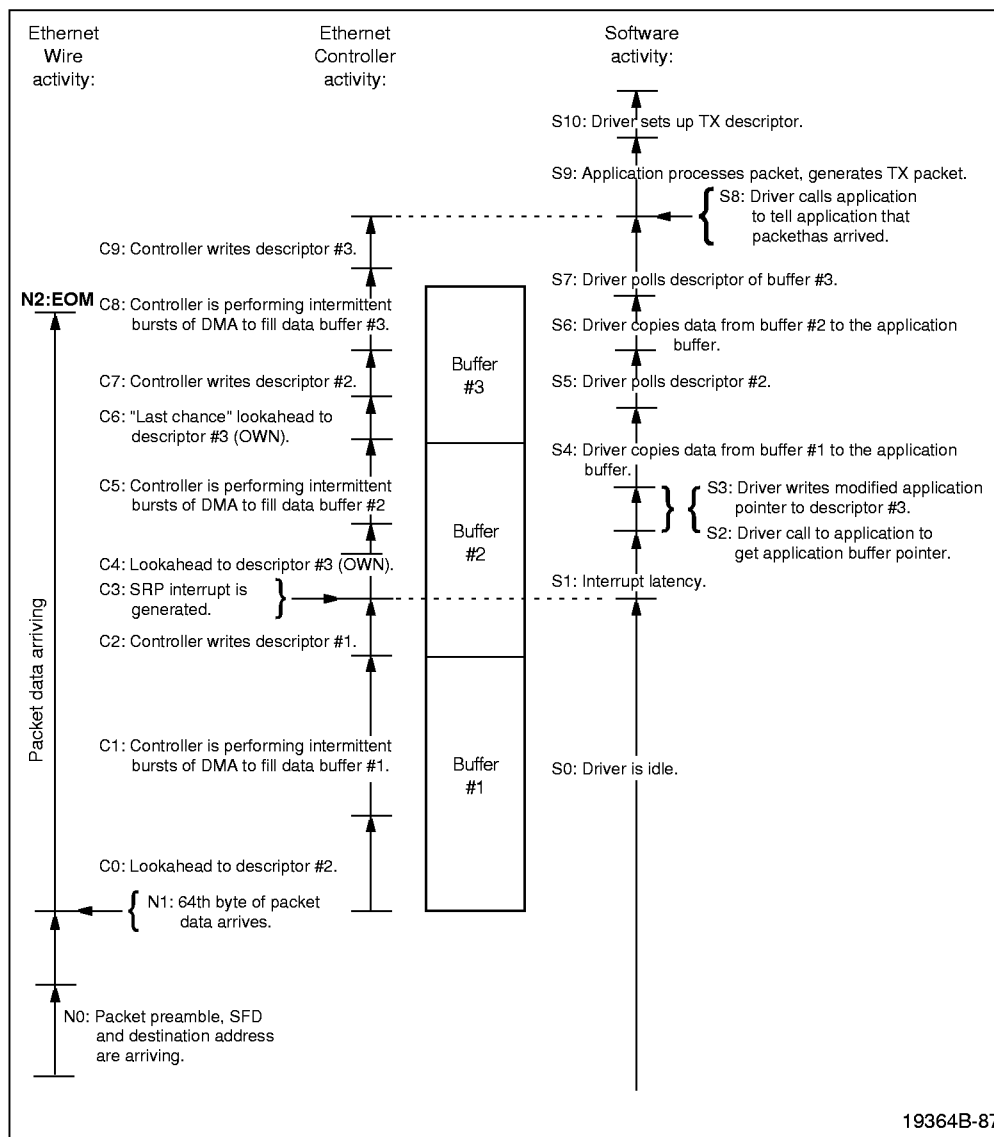 Ethernet
Wire
activity:
Ethernet
Controller
activity:
Software
activity:
S10: Driver sets up TX descriptor.
S9: Application processes packet, generates TX packet.
S8: Driver calls application
to tell application that
packethas arrived.
C9: Controller writes descriptor #3.
S7: Driver polls descriptor of buffer #3.
N2:EOM
C8: Controller is performing intermittent
bursts of DMA to fill data buffer #3.
S6: Driver copies data from buffer #2 to the application
buffer.
Buffer
#3
C7: Controller writes descriptor #2.
S5: Driver polls descriptor #2.
C6: "Last chance" lookahead to
descriptor #3 (OWN).
S4: Driver copies data from buffer #1 to the application
buffer.
C5: Controller is performing intermittent
bursts of DMA to fill data buffer #2
S3: Driver writes modified application
pointer to descriptor #3.
S2: Driver call to application to
get application buffer pointer.
Buffer
#2
C4: Lookahead to descriptor #3 (OWN).
S1: Interrupt latency.
C3: SRP interrupt is
generated.
C2: Controller writes descriptor #1.
Packet data arriving
C1: Controller is performing intermittent
bursts of DMA to fill data buffer #1.
Buffer
#1
S0: Driver is idle.
C0: Lookahead to descriptor #2.
N1: 64th byte of packet
data arrives.
N0: Packet preamble, SFD
and destination address
are arriving.
19364B-87